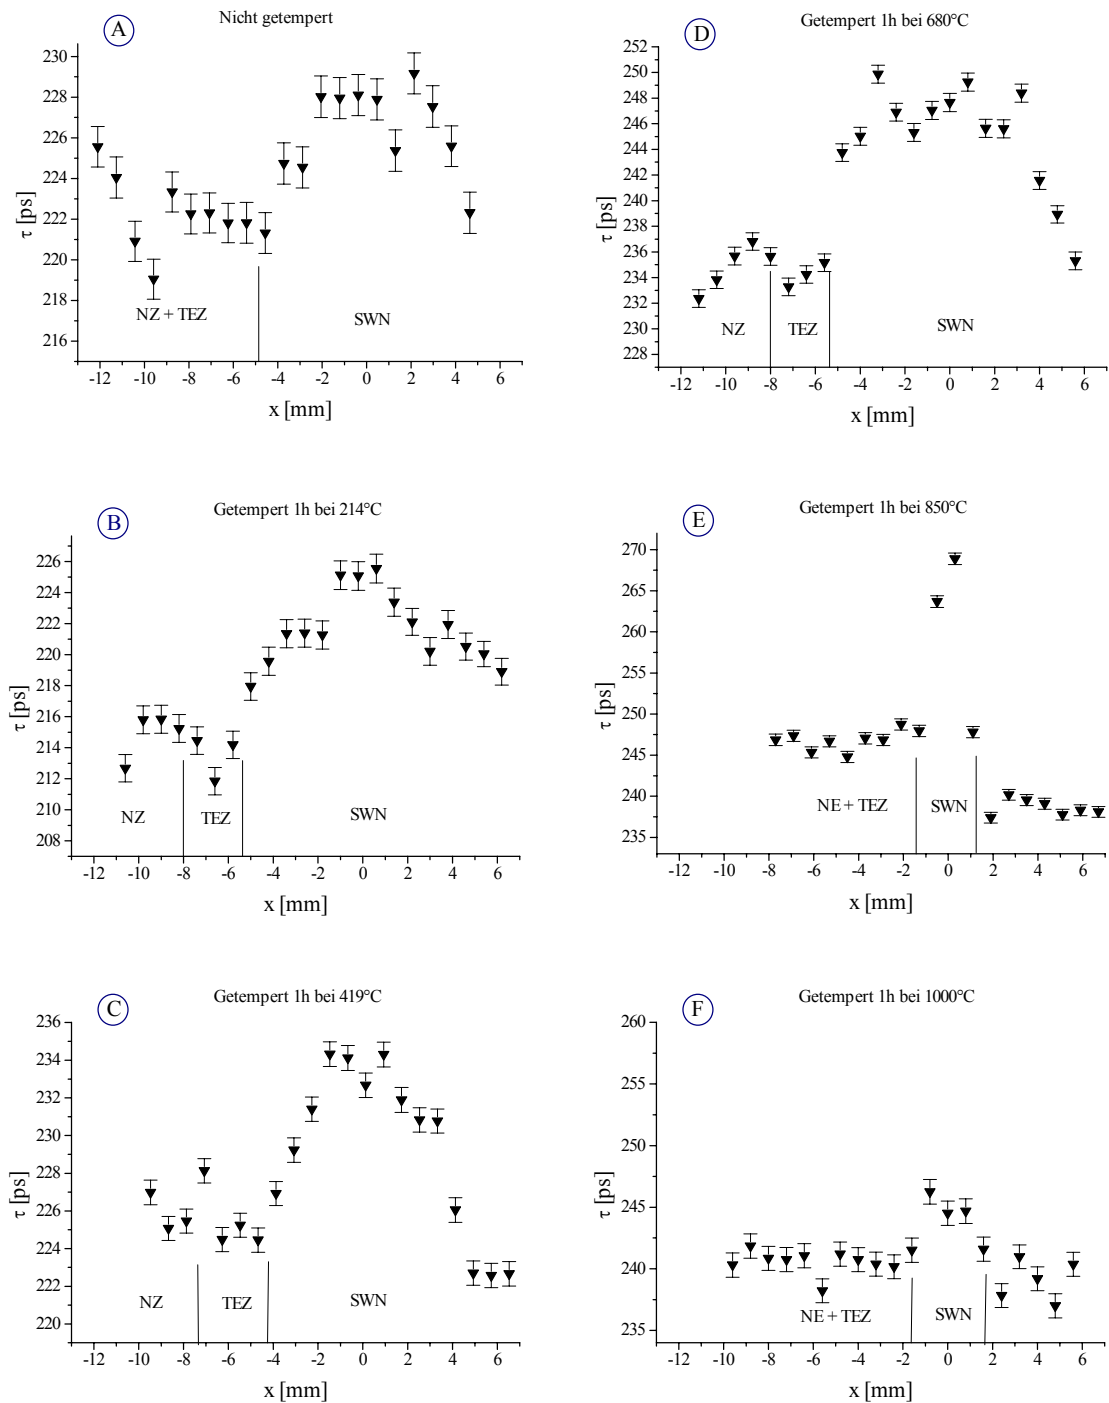 A
Nicht getempert
230
228
226
224
222
220
218
216
τ [ps]
NZ + TEZ
SWN
-12 -10 -8 -6 -4 -2 0 2 4 6
x [mm]
B
Getempert 1h bei 214°C
226
224
222
220
218
216
214
212
210
208
τ [ps]
NZ
TEZ
SWN
-12 -10 -8 -6 -4 -2 0 2 4 6
x [mm]
C
Getempert 1h bei 419°C
236
234
232
230
228
226
224
222
220
τ [ps]
NZ
TEZ
SWN
-12 -10 -8 -6 -4 -2 0 2 4 6
x [mm]
D
Getempert 1h bei 680°C
252
250
248
246
244
242
240
238
236
234
232
230
228
τ [ps]
NZ
TEZ
SWN
-12 -10 -8 -6 -4 -2 0 2 4 6
x [mm]
E
Getempert 1h bei 850°C
270
265
260
255
250
245
240
235
τ [ps]
NE + TEZ
SWN
-12 -10 -8 -6 -4 -2 0 2 4 6
x [mm]
F
Getempert 1h bei 1000°C
260
255
250
245
240
235
τ [ps]
NE + TEZ
SWN
-12 -10 -8 -6 -4 -2 0 2 4 6
x [mm]